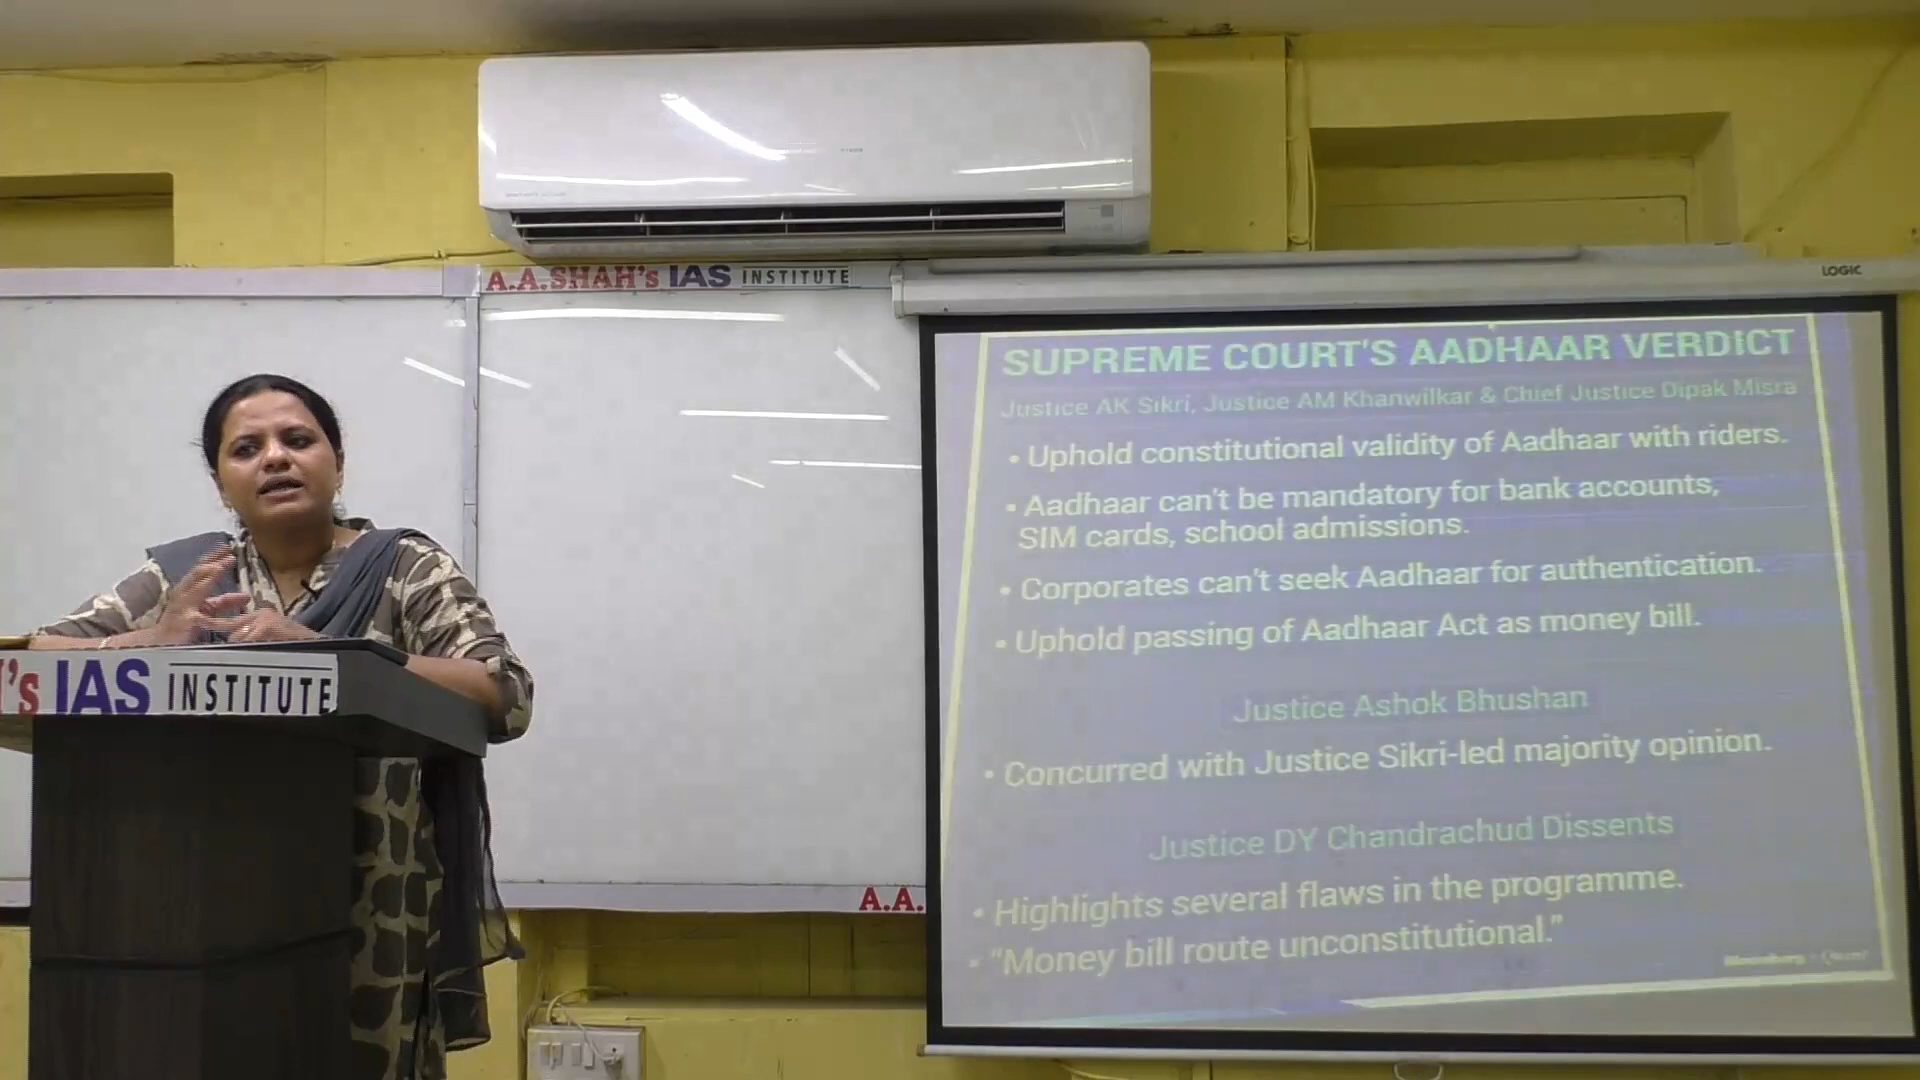 A.A.SHAH's IAS INSTITUTE
LOGIC
SUPREME COURT'S AADHAAR VERDICT
Justice AK Sikri, Justice AM Khanwilkar & Chief Justice Dipak Misra
• Uphold constitutional validity of Aadhaar with riders.
• Aadhaar can't be mandatory for bank accounts,
SIM cards, school admissions.
• Corporates can't seek Aadhaar for authentication.
• Uphold passing of Aadhaar Act as money bill.
Justice Ashok Bhushan
• Concurred with Justice Sikri-led majority opinion.
Justice DY Chandrachud Dissents
• Highlights several flaws in the programme.
• “Money bill route unconstitutional.”
H's IAS INSTITUTE
A.A.